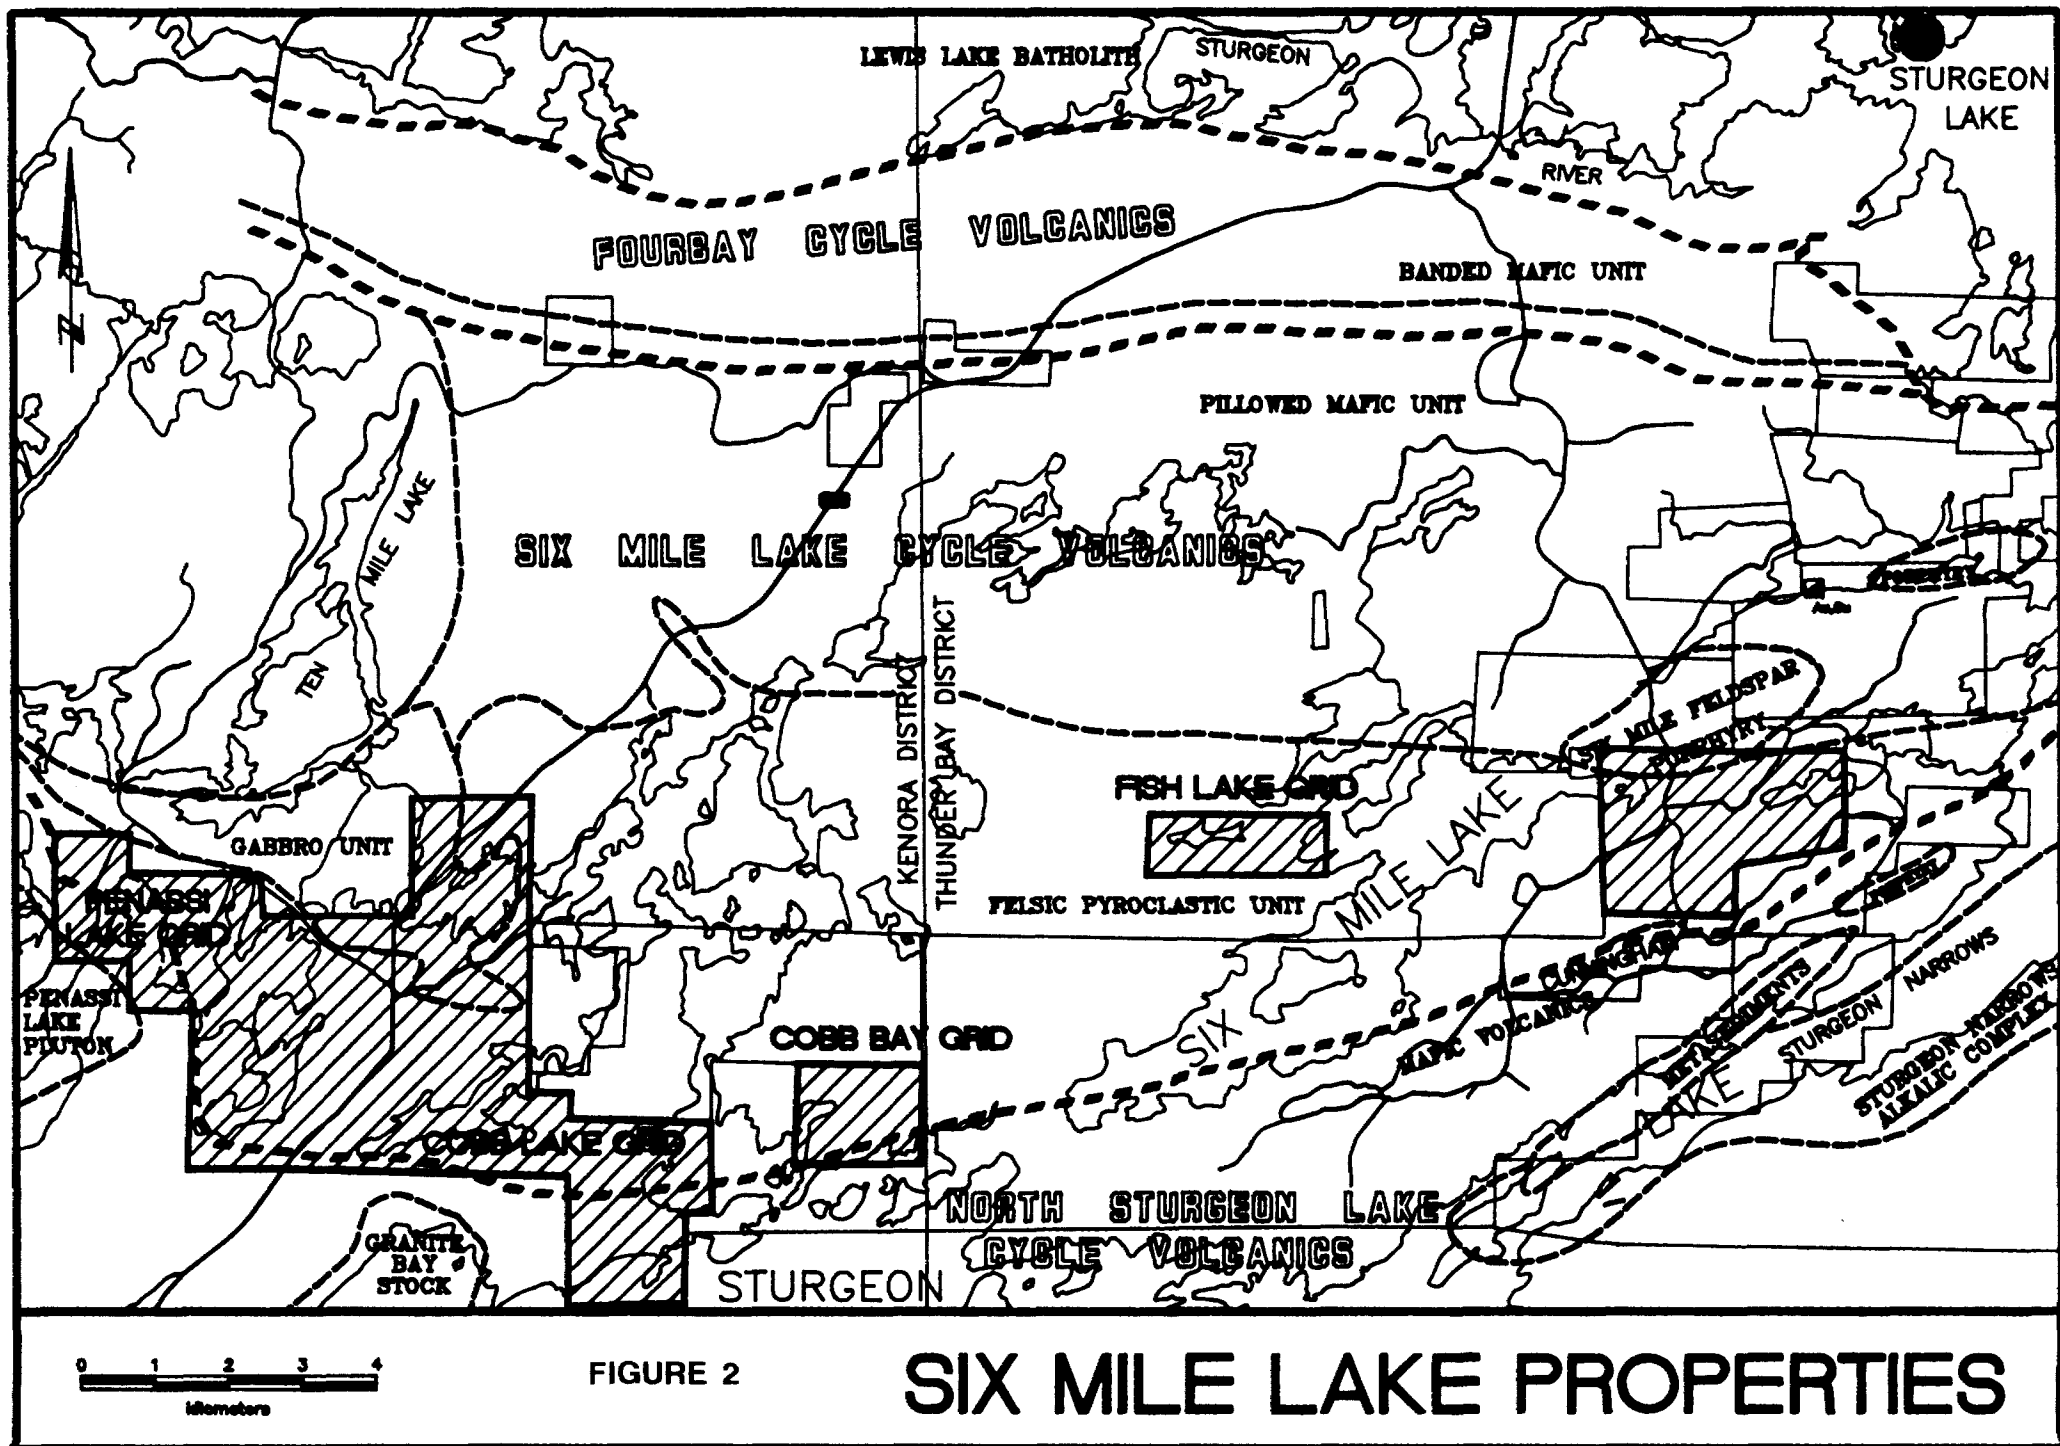 LEWIS LAKE BATHOLITH
STURGEON
STURGEON
LAKE
RIVER
FOURBAY CYCLE VOLCANICS
BANDED MAFIC UNIT
N
PILLOWED MAFIC UNIT
MILE LAKE
TEN
SIX MILE LAKE CYCLE VOLCANICS
PORPHYRY
KENORA DISTRICT
THUNDER BAY DISTRICT
SIX MILE FELDSPAR
PORPHYRY
FISH LAKE GRID
GABBRO UNIT
MILE LAKE
SIX
FELSIC PYROCLASTIC UNIT
PENASSI
LAKE GRID
PENASSI
LAKE
PLUTON
COBB BAY GRID
MAFIC VOLCANICS
METASEDIMENTS
STURGEON NARROWS
LAKE
STURGEON NARROWS
ALKALIC COMPLEX
COBB LAKE GRID
NORTH STURGEON LAKE
CYCLE VOLCANICS
GRANITE
BAY
STOCK
STURGEON
0 1 2 3 4
kilometers
FIGURE 2
SIX MILE LAKE PROPERTIES